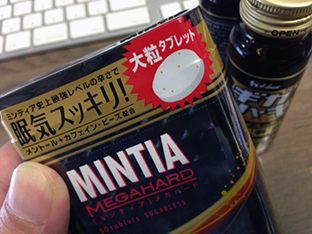 ミンティア史上最強レベルの辛さで
眠気スッキリ!
メントール+カフェイン・ビーズ配合
大粒タブレット
MINTIA
MEGAHARD
[ミンティア]メガハード
50tablets SUGARLESS
OPEN